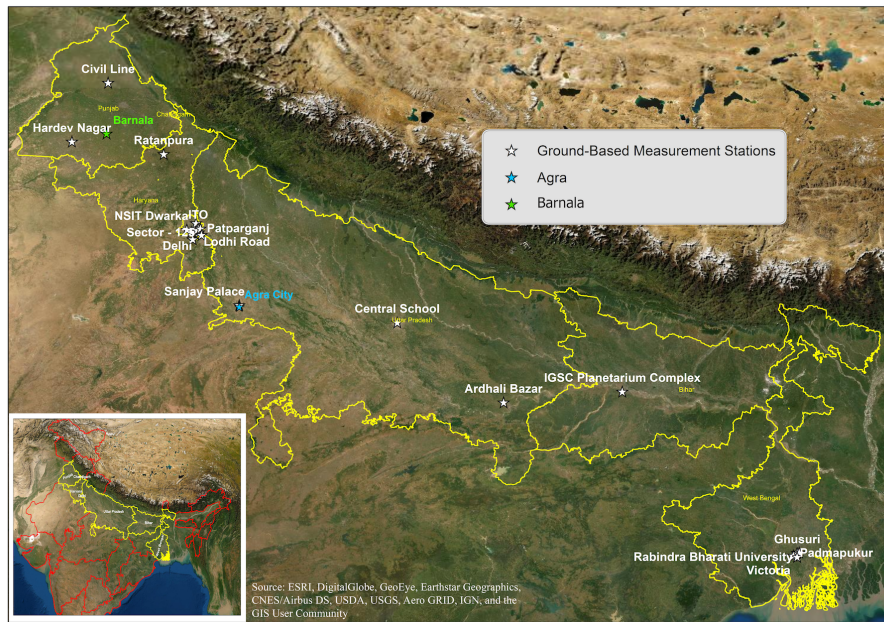 Civil Line
Punjab
Barnala
Chandigarh
Hardev Nagar
Ratanpura
Ground-Based Measurement Stations
Agra
Barnala
Haryana
NSIT Dwarka
ITO
Patparganj
Sector - 125
Lodhi Road
Delhi
Sanjay Palace
Agra City
Central School
Uttar Pradesh
IGSC Planetarium Complex
Ardhali Bazar
Bihar
West Bengal
Ghusuri
Rabindra Bharati University
Padmapukur
Victoria
Uttar Pradesh
Bihar
Source: ESRI, DigitalGlobe, GeoEye, Earthstar Geographics,
CNES/Airbus DS, USDA, USGS, Aero GRID, IGN, and the
GIS User Community